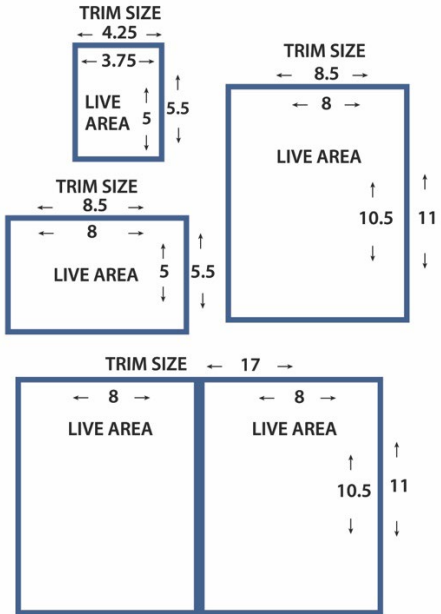 TRIM SIZE
← 4.25 →
← 3.75 →
LIVE
AREA
↑
5
↓
↑
5.5
↓
TRIM SIZE
← 8.5 →
← 8 →
LIVE AREA
↑
10.5
↓
↑
11
↓
TRIM SIZE
← 8.5 →
← 8 →
LIVE AREA
↑
5
↓
↑
5.5
↓
TRIM SIZE ← 17 →
← 8 →
LIVE AREA
← 8 →
LIVE AREA
↑
10.5
↓
↑
11
↓